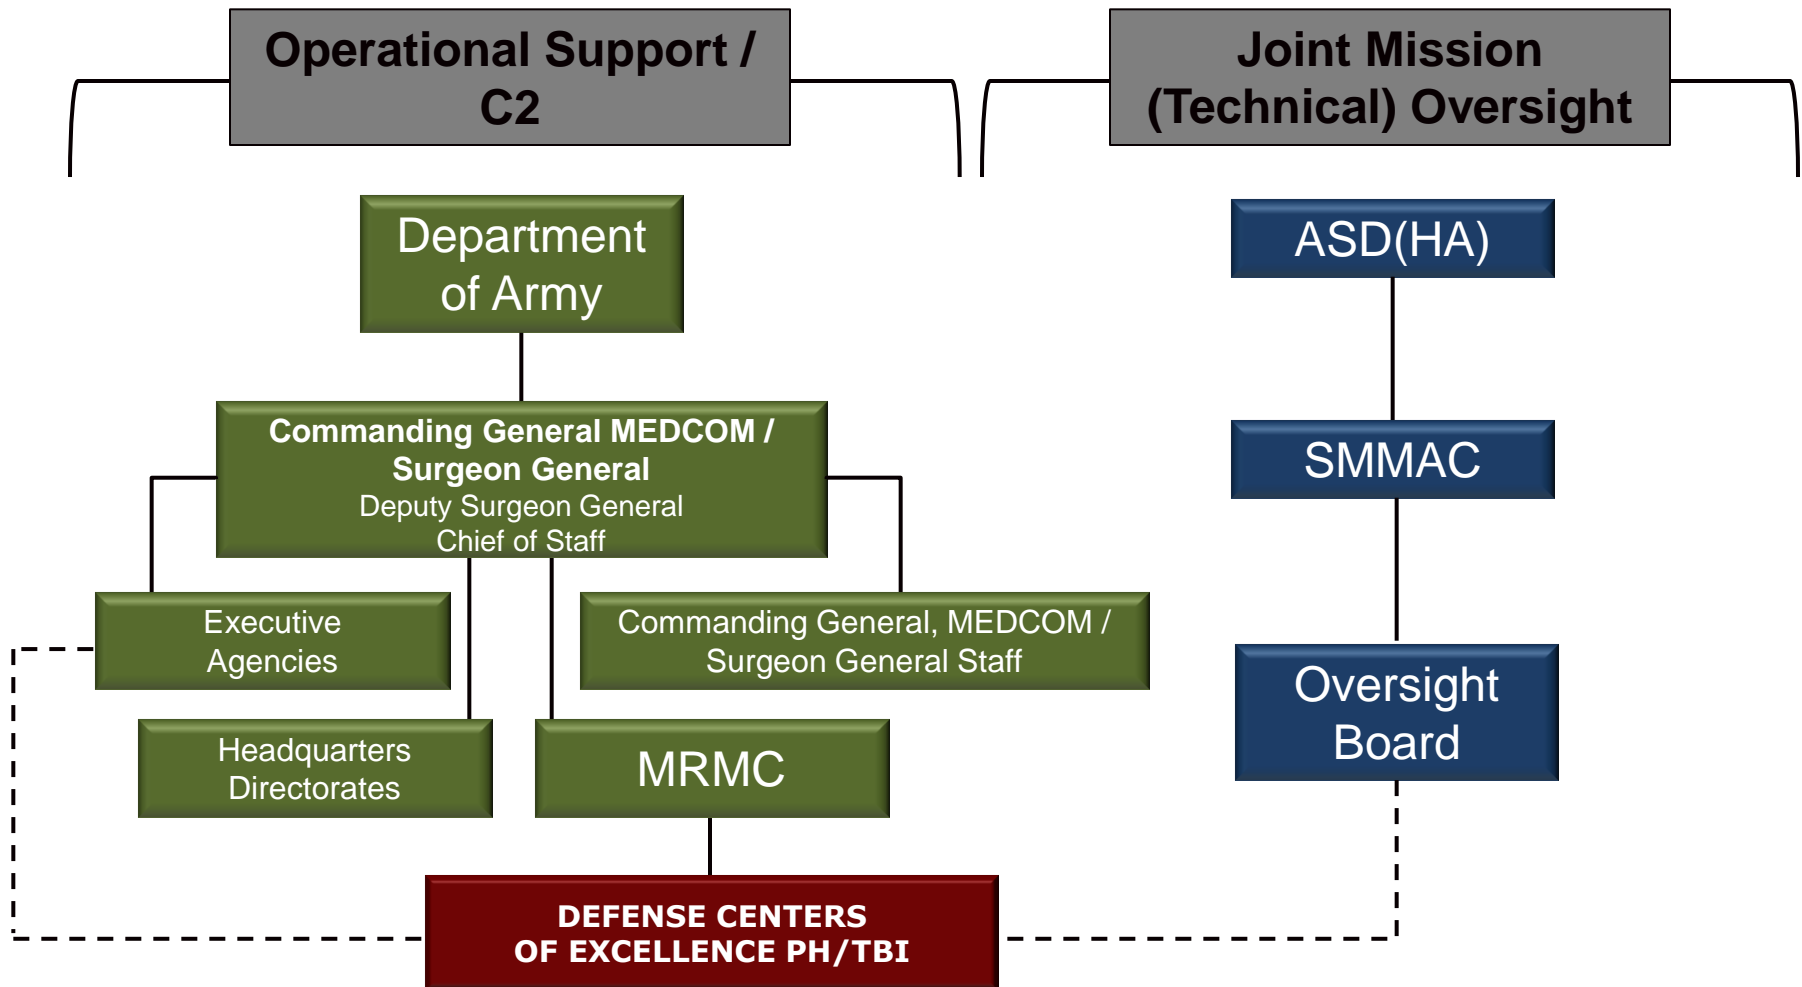 Operational Support /
C2
Joint Mission
(Technical) Oversight
Department
of Army
ASD(HA)
Commanding General MEDCOM /
Surgeon General
Deputy Surgeon General
Chief of Staff
SMMAC
Executive
Agencies
Commanding General, MEDCOM /
Surgeon General Staff
Oversight
Board
Headquarters
Directorates
MRMC
DEFENSE CENTERS
OF EXCELLENCE PH/TBI